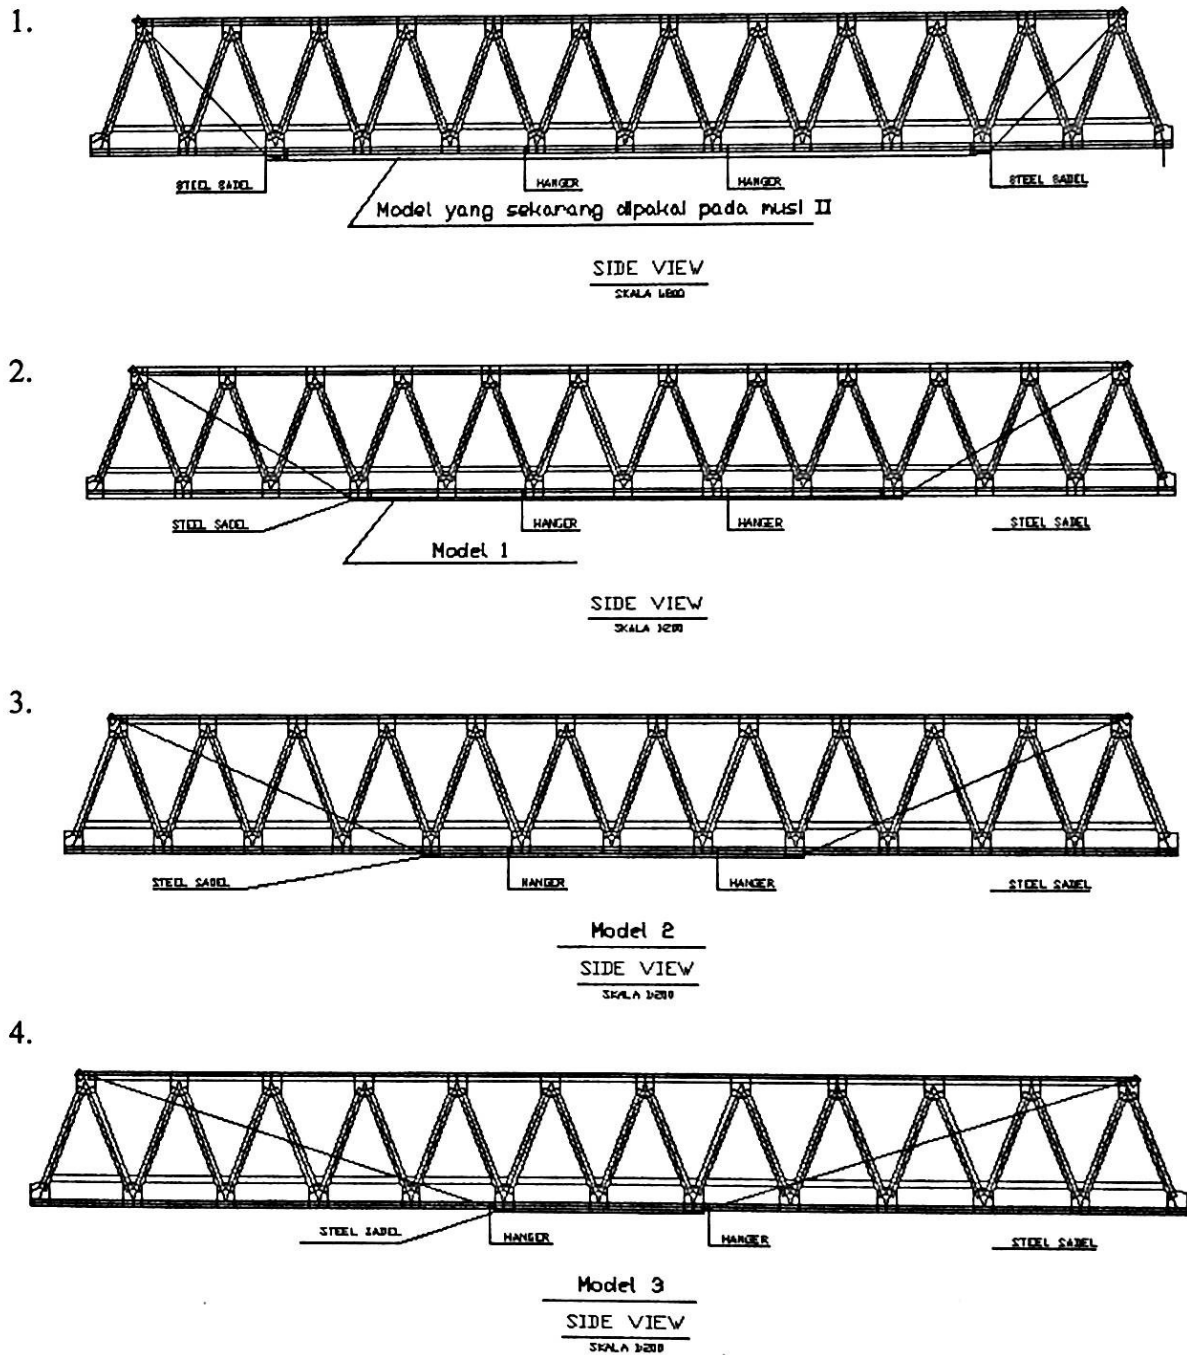 1.
STEEL SADEL
HANGER
HANGER
STEEL SADEL
Model yang sekarang dipakai pada musi II
SIDE VIEW
2.
STEEL SADEL
HANGER
HANGER
STEEL SADEL
Model 1
SIDE VIEW
SKALA 1:200
3.
STEEL SADEL
HANGER
HANGER
STEEL SADEL
Model 2
SIDE VIEW
SKALA 1:200
4.
STEEL SADEL
HANGER
HANGER
STEEL SADEL
Model 3
SIDE VIEW
SKALA 1:200